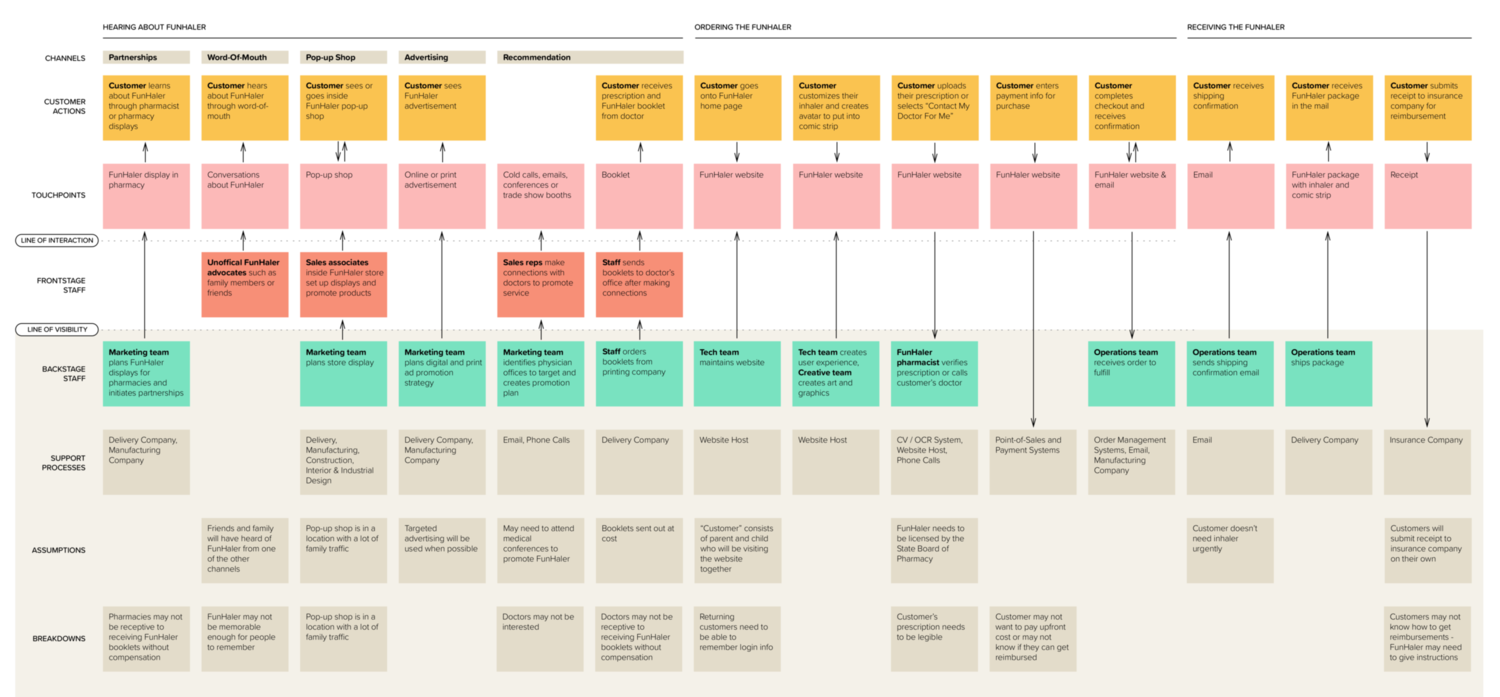 HEARING ABOUT FUNHALER
ORDERING THE FUNHALER
RECEIVING THE FUNHALER
CHANNELS
Partnerships
Word-Of-Mouth
Pop-up Shop
Advertising
Recommendation
CUSTOMER
ACTIONS
Customer learns
about FunHaler
through pharmacist
or pharmacy
displays
Customer hears
about FunHaler
through word-of-
mouth
Customer sees or
goes inside
FunHaler pop-up
shop
Customer sees
FunHaler
advertisement
Customer receives
prescription and
FunHaler booklet
from doctor
Customer goes
onto FunHaler
home page
Customer
customizes their
inhaler and creates
avatar to put into
comic strip
Customer uploads
their prescription or
selects “Contact My
Doctor For Me”
Customer enters
payment info for
purchase
Customer
completes
checkout and
receives
confirmation
Customer receives
shipping
confirmation
Customer receives
FunHaler package
in the mail
Customer submits
receipt to insurance
company for
reimbursement
TOUCHPOINTS
FunHaler display in
pharmacy
Conversations
about FunHaler
Pop-up shop
Online or print
advertisement
Cold calls, emails,
conferences or
trade show booths
Booklet
FunHaler website
FunHaler website
FunHaler website
FunHaler website
FunHaler website &
email
Email
FunHaler package
with inhaler and
comic strip
Receipt
LINE OF INTERACTION
FRONTSTAGE
STAFF
Unoffical FunHaler
advocates such as
family members or
friends
Sales associates
inside FunHaler store
set up displays and
promote products
Sales reps make
connections with
doctors to promote
service
Staff sends
booklets to doctor's
office after making
connections
LINE OF VISIBILITY
BACKSTAGE
STAFF
Marketing team
plans FunHaler
displays for
pharmacies and
initiates partnerships
Marketing team
plans store display
Marketing team
plans digital and print
ad promotion
strategy
Marketing team
identifies physician
offices to target and
creates promotion
plan
Staff orders
booklets from
printing company
Tech team
maintains website
Tech team creates
user experience,
Creative team
creates art and
graphics
FunHaler
pharmacist verifies
prescription or calls
customer's doctor
Operations team
receives order to
fulfill
Operations team
sends shipping
confirmation email
Operations team
ships package
SUPPORT
PROCESSES
Delivery Company,
Manufacturing
Company
Delivery,
Manufacturing,
Construction,
Interior & Industrial
Design
Delivery Company,
Manufacturing
Company
Email, Phone Calls
Delivery Company
Website Host
Website Host
CV / OCR System,
Website Host,
Phone Calls
Point-of-Sales and
Payment Systems
Order Management
Systems, Email,
Manufacturing
Company
Email
Delivery Company
Insurance Company
ASSUMPTIONS
Friends and family
will have heard of
FunHaler from one
of the other
channels
Pop-up shop is in a
location with a lot of
family traffic
Targeted
advertising will be
used when possible
May need to attend
medical
conferences to
promote FunHaler
Booklets sent out at
cost
“Customer” consists
of parent and child
who will be visiting
the website
together
FunHaler needs to
be licensed by the
State Board of
Pharmacy
Customer doesn't
need inhaler
urgently
Customers will
submit receipt to
insurance company
on their own
BREAKDOWNS
Pharmacies may not
be receptive to
receiving FunHaler
booklets without
compensation
FunHaler may not
be memorable
enough for people
to remember
Pop-up shop is in a
location with a lot of
family traffic
Doctors may not be
interested
Doctors may not be
receptive to
receiving FunHaler
booklets without
compensation
Returning
customers need to
be able to
remember login info
Customer's
prescription needs
to be legible
Customer may not
want to pay upfront
cost or may not
know if they can get
reimbursed
Customers may not
know how to get
reimbursements -
FunHaler may need
to give instructions